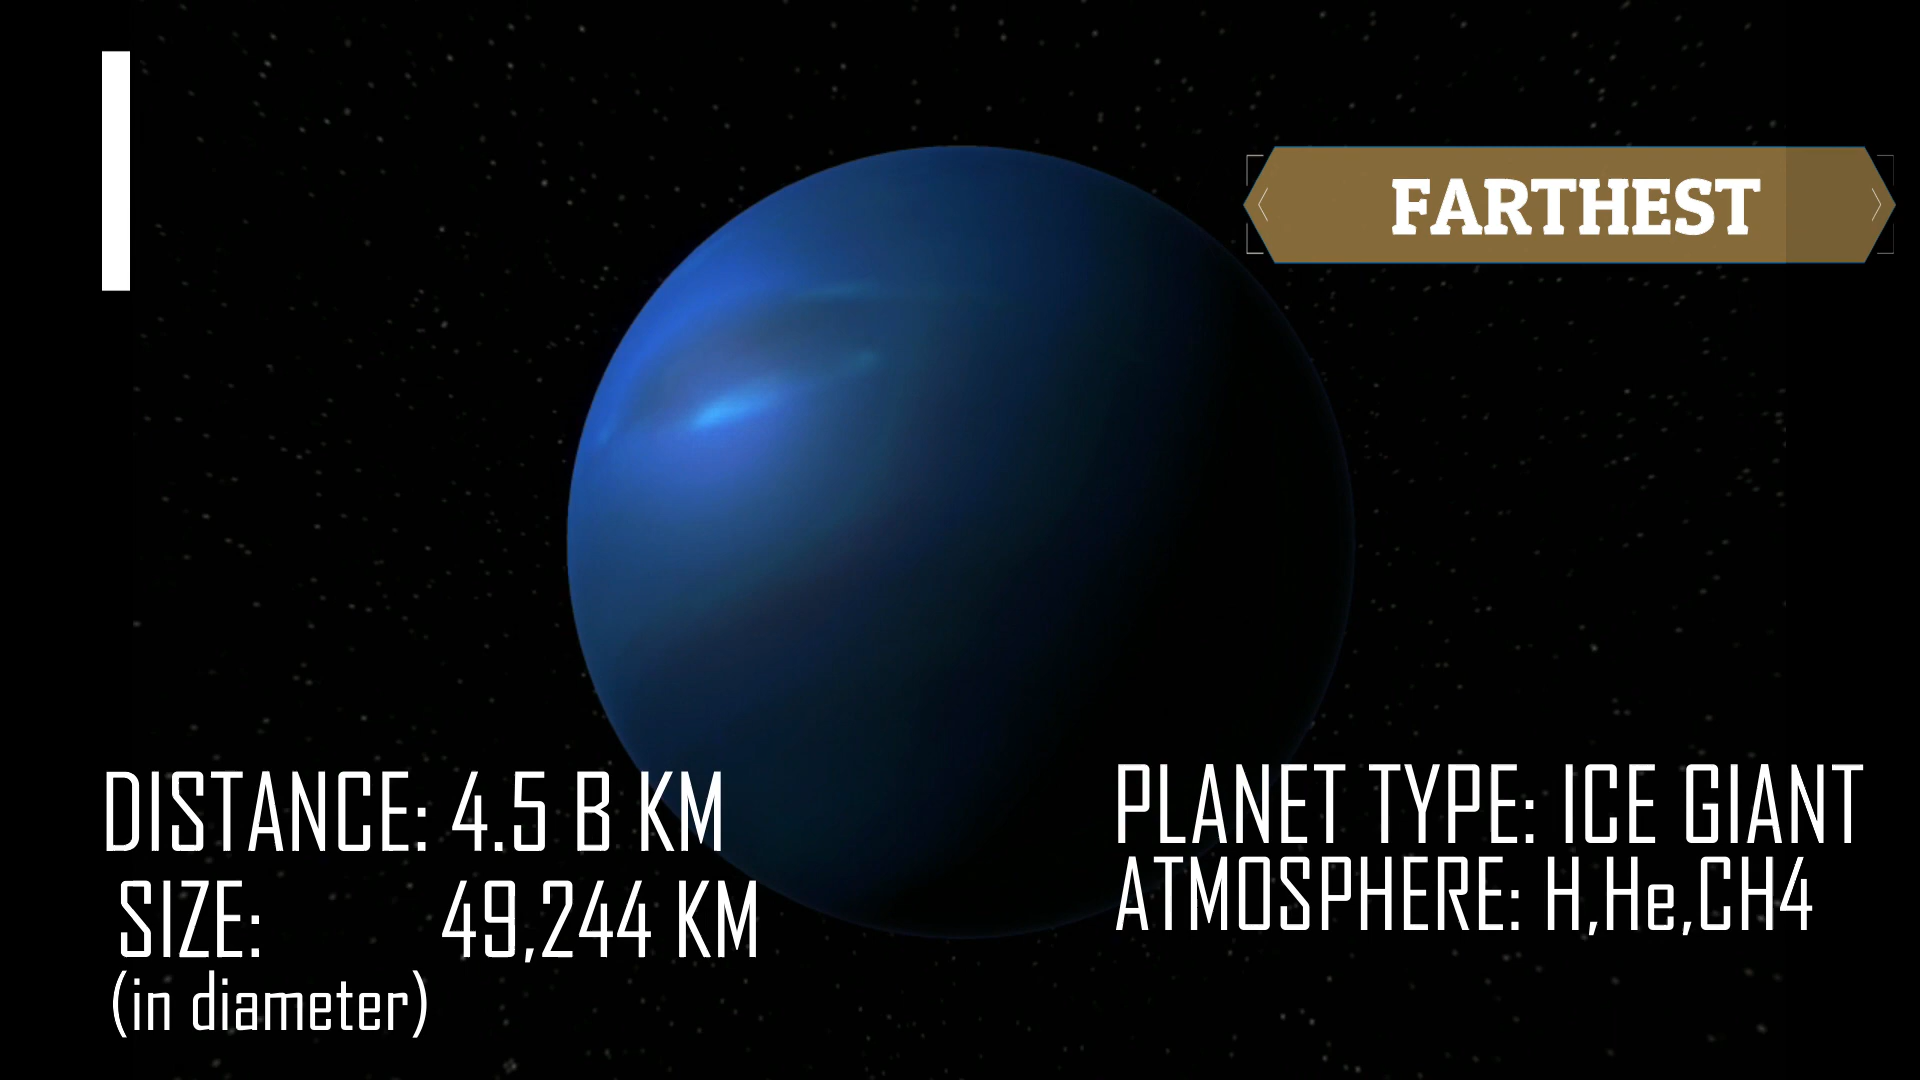 FARTHEST
DISTANCE: 4.5 B KM
SIZE: 49,244 KM
(in diameter)
PLANET TYPE: ICE GIANT
ATMOSPHERE: H,He,CH4